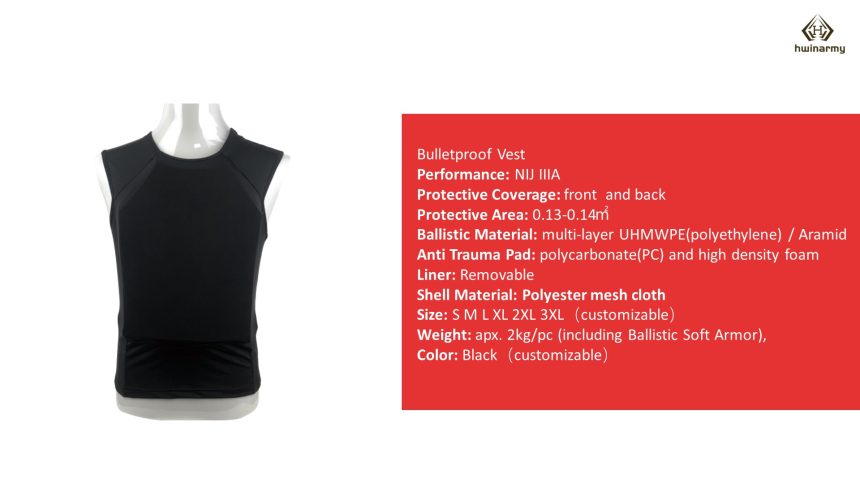 hwinarmy
Bulletproof Vest
Performance: NIJ IIIA
Protective Coverage: front and back
Protective Area: 0.13-0.14㎡
Ballistic Material: multi-layer UHMWPE(polyethylene) / Aramid
Anti Trauma Pad: polycarbonate(PC) and high density foam
Liner: Removable
Shell Material: Polyester mesh cloth
Size: S M L XL 2XL 3XL（customizable）
Weight: apx. 2kg/pc (including Ballistic Soft Armor),
Color: Black（customizable）